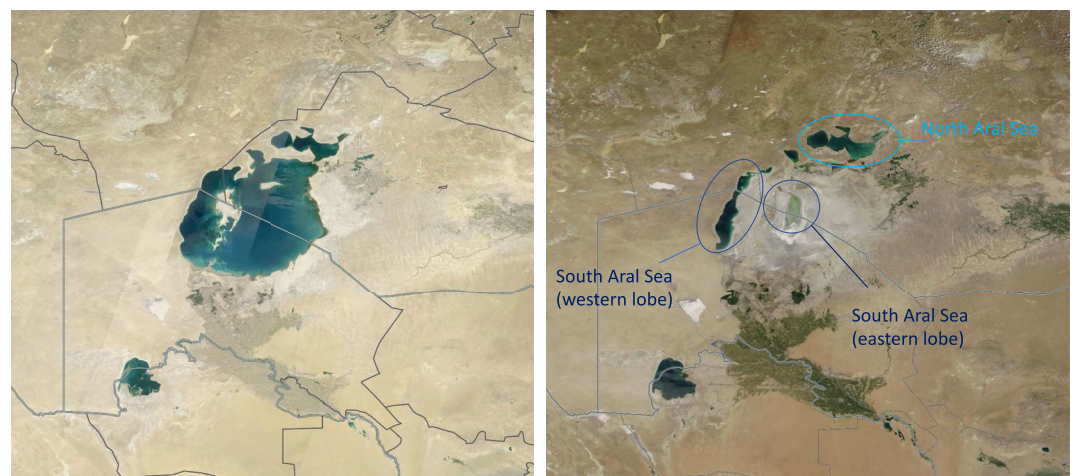 North Aral Sea
South Aral Sea
(western lobe)
South Aral Sea
(eastern lobe)